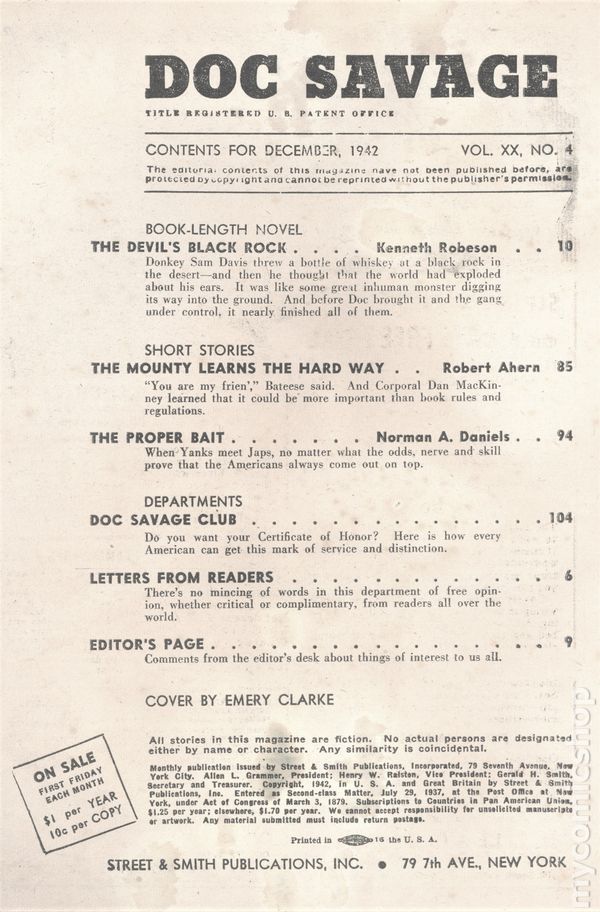 DOC SAVAGE
TITLE REGISTERED U. S. PATENT OFFICE
CONTENTS FOR DECEMBER, 1942 VOL. XX, NO. 4
The editorial contents of this magazine have not been published before, are
protected by copyright and cannot be reprinted without the publisher's permission.
BOOK-LENGTH NOVEL
THE DEVIL'S BLACK ROCK . . . . Kenneth Robeson . . 10
Donkey Sam Davis threw a bottle of whiskey at a black rock in
the desert—and then he thought that the world had exploded
about his ears. It was like some great inhuman monster digging
its way into the ground. And before Doc brought it and the gang
under control, it nearly finished all of them.
SHORT STORIES
THE MOUNTY LEARNS THE HARD WAY . . Robert Ahern 85
"You are my frien'," Bateese said. And Corporal Dan MacKin-
ney learned that it could be more important than book rules and
regulations.
THE PROPER BAIT . . . . . . . Norman A. Daniels . . 94
When Yanks meet Japs, no matter what the odds, nerve and skill
prove that the Americans always come out on top.
DEPARTMENTS
DOC SAVAGE CLUB . . . . . . . . . . . . . . . 104
Do you want your Certificate of Honor? Here is how every
American can get this mark of service and distinction.
LETTERS FROM READERS . . . . . . . . . . . . . 6
There's no mincing of words in this department of free opin-
ion, whether critical or complimentary, from readers all over the
world.
EDITOR'S PAGE . . . . . . . . . . . . . . . . . 9
Comments from the editor's desk about things of interest to us all.
COVER BY EMERY CLARKE
ON SALE
FIRST FRIDAY
EACH MONTH
$1 per YEAR
10c per COPY
All stories in this magazine are fiction. No actual persons are designated
either by name or character. Any similarity is coincidental.
Monthly publication issued by Street & Smith Publications, Incorporated, 79 Seventh Avenue, New
York City. Allen L. Grammer, President; Henry W. Ralston, Vice President; Gerald H. Smith,
Secretary and Treasurer. Copyright, 1942, in U. S. A. and Great Britain by Street & Smith
Publications, Inc. Entered as Second-class Matter, July 29, 1937, at the Post Office at New
York, under Act of Congress of March 3, 1879. Subscriptions to Countries in Pan American Union,
$1.25 per year; elsewhere, $1.70 per year. We cannot accept responsibility for unsolicited manuscripts
or artwork. Any material submitted must include return postage.
Printed in 16 the U. S. A.
STREET & SMITH PUBLICATIONS, INC. ● 79 7th AVE., NEW YORK
mycomicshop